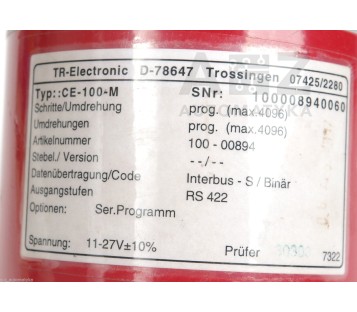 TR-Electronic D-78647 Trossingen 07425/2280
Typ::CE-100-M SNr: 100008940060
Schritte/Umdrehung prog. (max.4096)
Umdrehungen prog. (max.4096)
Artikelnummer 100-00894
Stebel./ Version --/--
Datenübertragung/Code Interbus - S / Binär
Ausgangstufen RS 422
Optionen: Ser.Programm
Spannung: 11-27V±10% Prüfer 7322